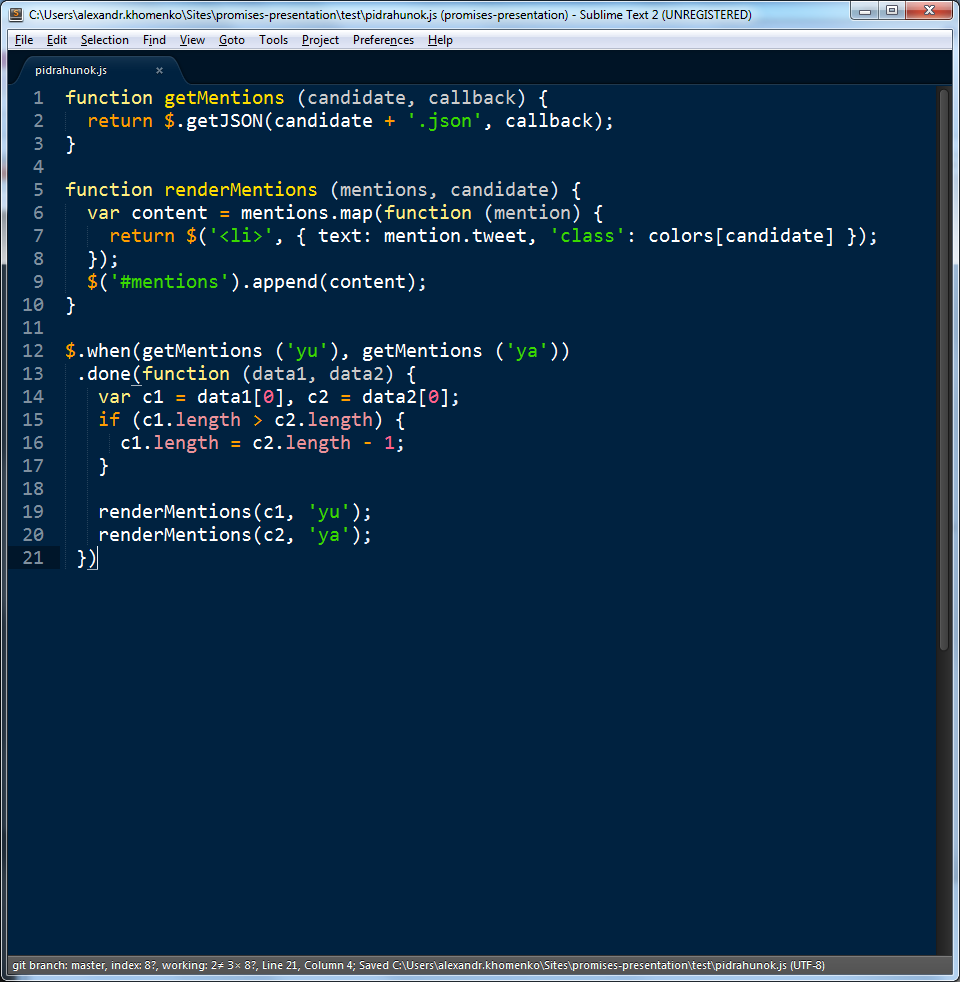 C:\Users\alexandr.khomenko\Sites\promises-presentation\test\pidrahunok.js (promises-presentation) - Sublime Text 2 (UNREGISTERED)
File Edit Selection Find View Goto Tools Project Preferences Help
pidrahunok.js ×
1 function getMentions (candidate, callback) {
2   return $.getJSON(candidate + '.json', callback);
3 }
4
5 function renderMentions (mentions, candidate) {
6   var content = mentions.map(function (mention) {
7     return $('<li>', { text: mention.tweet, 'class': colors[candidate] });
8   });
9   $('#mentions').append(content);
10 }
11
12 $.when(getMentions ('yu'), getMentions ('ya'))
13  .done(function (data1, data2) {
14    var c1 = data1[0], c2 = data2[0];
15    if (c1.length > c2.length) {
16      c1.length = c2.length - 1;
17    }
18
19    renderMentions(c1, 'yu');
20    renderMentions(c2, 'ya');
21  })
git branch: master, index: 8?, working: 2≠ 3× 8?, Line 21, Column 4; Saved C:\Users\alexandr.khomenko\Sites\promises-presentation\test\pidrahunok.js (UTF-8)